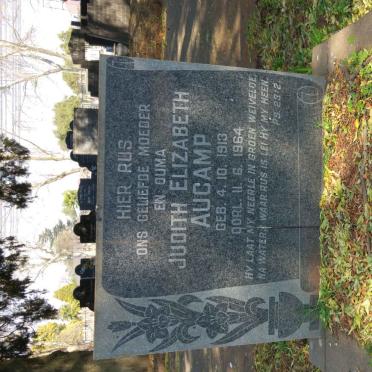 HIER RUS
ONS GELIEFDE MOEDER
EN OUMA
JUDITH ELIZABETH
AUCAMP
GEB. 4. 10. 1913
OORL. 11. 6. 1964
HY LAAT MY NEERLÊ IN GROEN WEIVELDE
NA WATERS WAAR RUS IS LEI HY MY HEEN.
PS. 23:2.